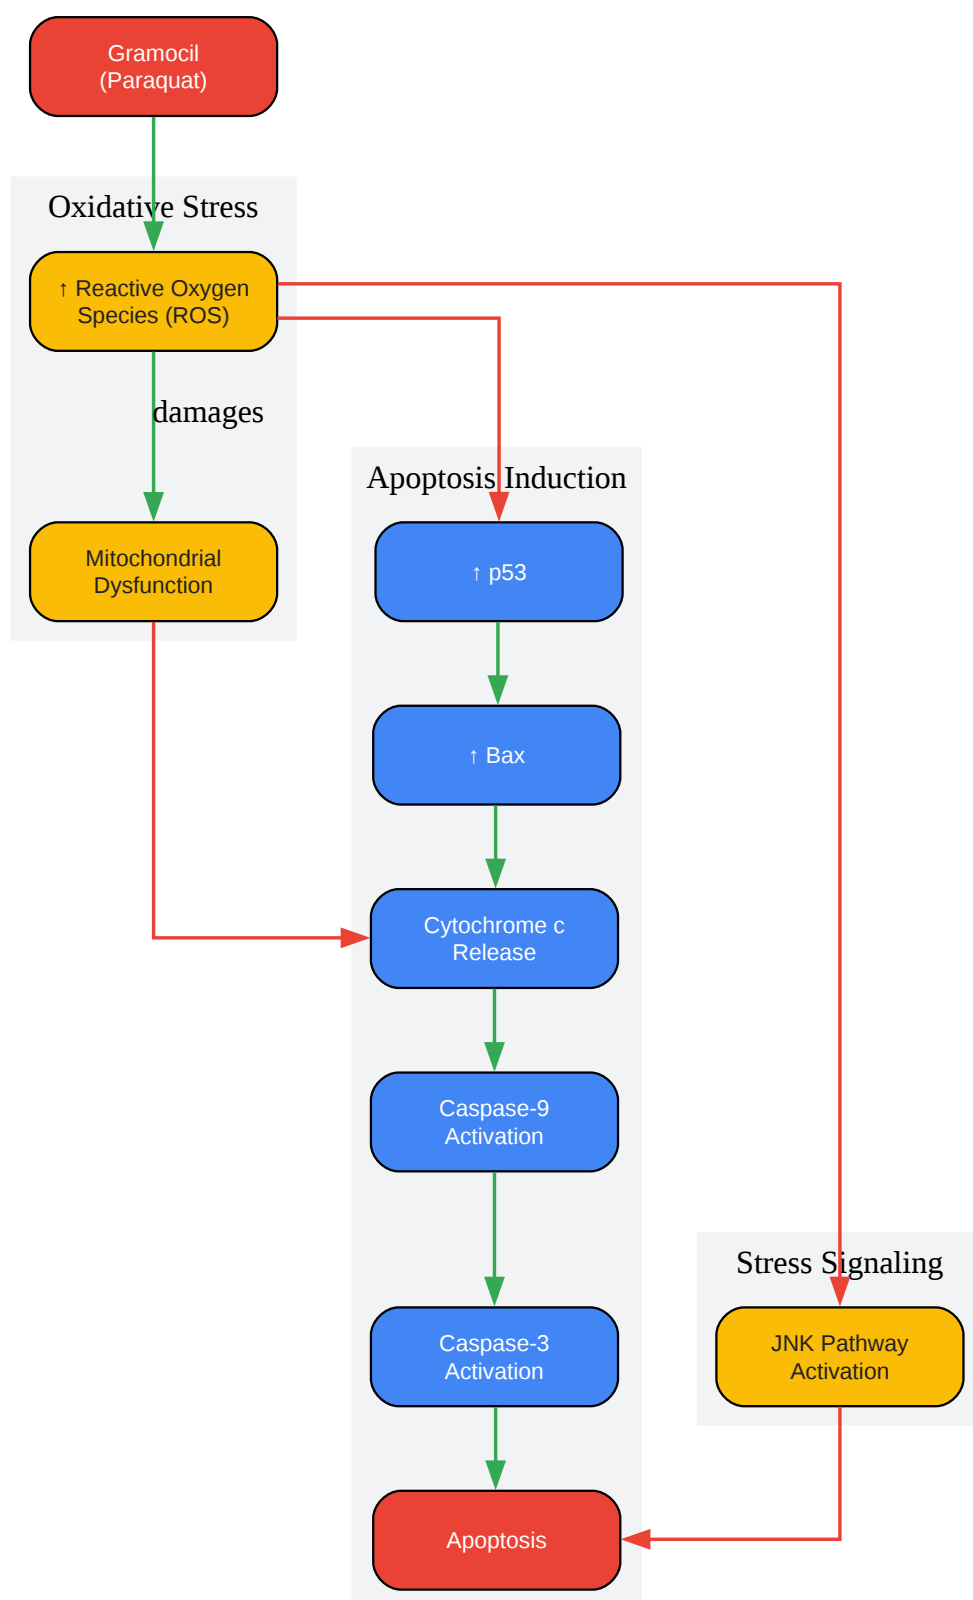 Gramocil
(Paraquat)
Oxidative Stress
↑ Reactive Oxygen
Species (ROS)
damages
Mitochondrial
Dysfunction
Apoptosis Induction
↑ p53
↑ Bax
Cytochrome c
Release
Caspase-9
Activation
Caspase-3
Activation
Stress Signaling
JNK Pathway
Activation
Apoptosis